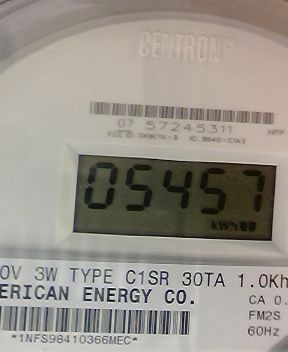 CENTRON®
07 57245311
HPP
05457
kWh
0V 3W TYPE C1SR 30TA 1.0Kh
ERICAN ENERGY CO.
CA 0.
FM2S
60Hz
*1NFS98410366MEC*